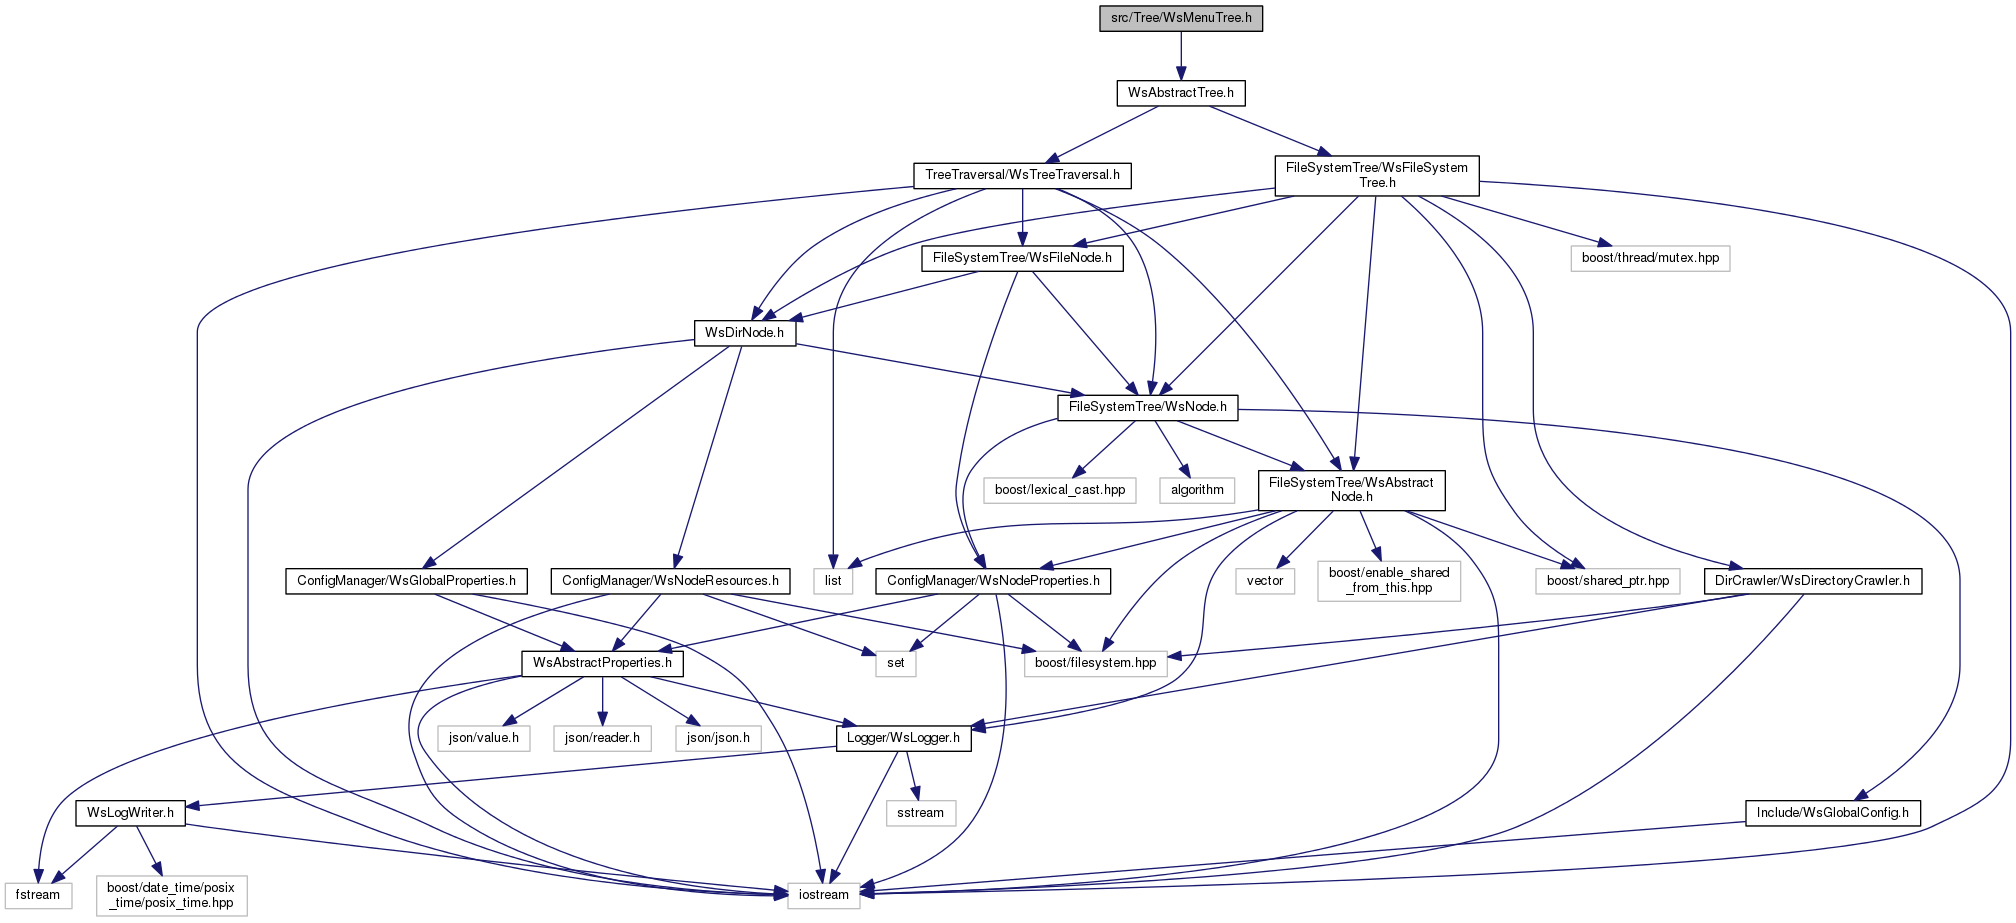 src/Tree/WsMenuTree.h
WsAbstractTree.h
TreeTraversal/WsTreeTraversal.h
FileSystemTree/WsFileSystem
Tree.h
FileSystemTree/WsFileNode.h
boost/thread/mutex.hpp
WsDirNode.h
FileSystemTree/WsNode.h
boost/lexical_cast.hpp
algorithm
FileSystemTree/WsAbstract
Node.h
ConfigManager/WsGlobalProperties.h
ConfigManager/WsNodeResources.h
list
ConfigManager/WsNodeProperties.h
vector
boost/enable_shared
_from_this.hpp
boost/shared_ptr.hpp
DirCrawler/WsDirectoryCrawler.h
WsAbstractProperties.h
set
boost/filesystem.hpp
json/value.h
json/reader.h
json/json.h
Logger/WsLogger.h
WsLogWriter.h
sstream
Include/WsGlobalConfig.h
fstream
boost/date_time/posix
_time/posix_time.hpp
iostream